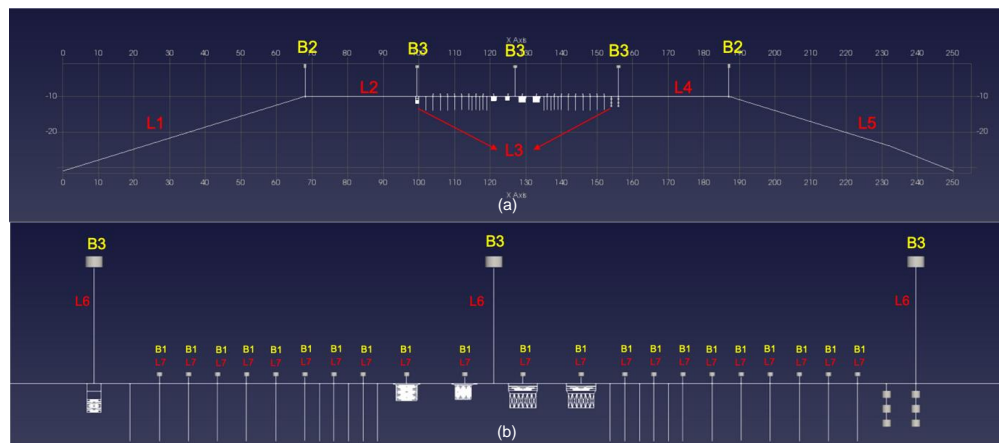 B2 B3 B3 B3 B2
X Axis
0 10 20 30 40 50 60 70 80 90 100 110 120 130 140 150 160 170 180 190 200 210 220 230 240 250
L2 L4
-10 -10
L1 L5
-20 -20
L3
0 10 20 30 40 50 60 70 80 90 100 110 120 130 140 150 160 170 180 190 200 210 220 230 240 250
X Axis
(a)
B3 B3 B3
L6 L6 L6
B1 B1 B1 B1 B1 B1 B1 B1 B1 B1 B1 B1 B1 B1 B1 B1 B1 B1 B1 B1 B1
L7 L7 L7 L7 L7 L7 L7 L7 L7 L7 L7 L7 L7 L7 L7 L7 L7 L7 L7 L7 L7
(b)